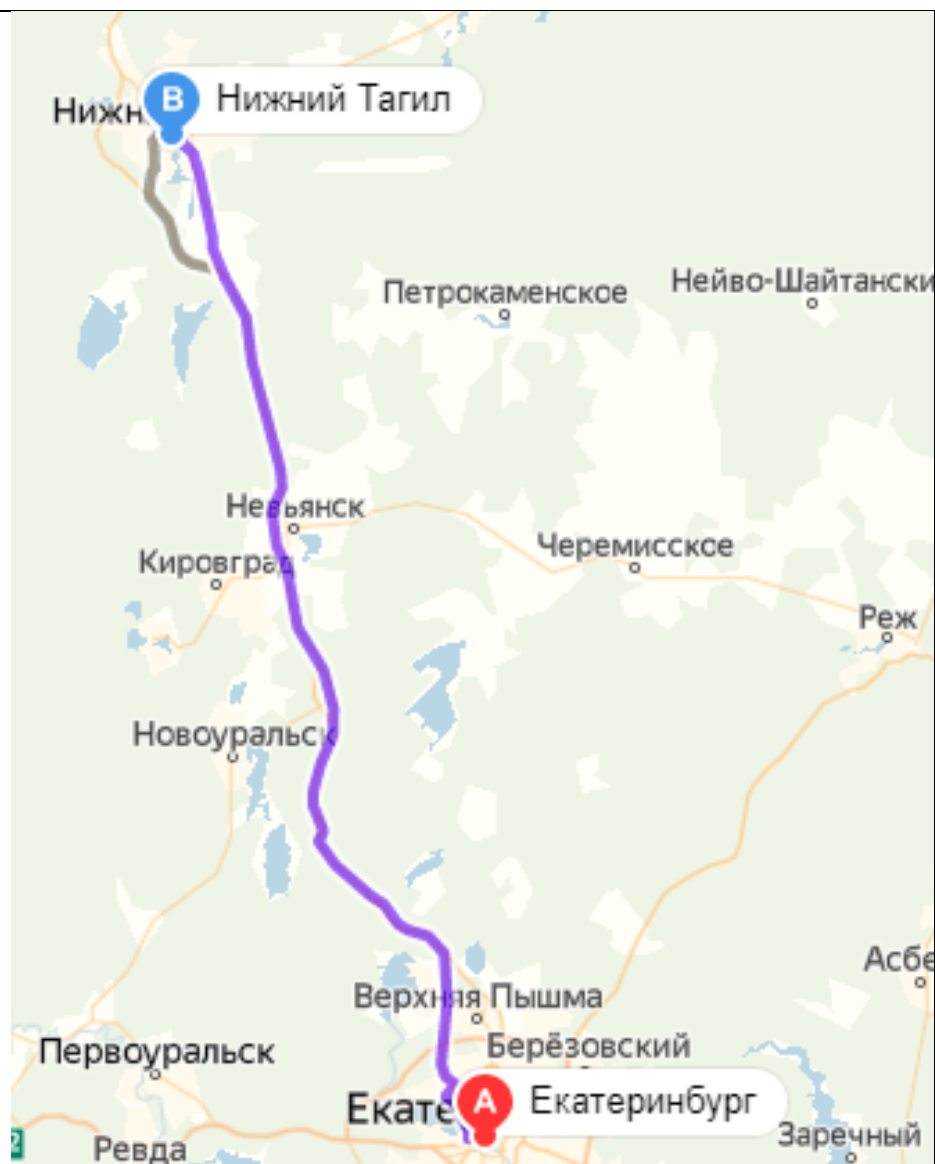 B Нижний Тагил
Нижн
Нейво-Шайтански
Петрокаменское
Невьянск
Черемисское
Кировград
Реж
Новоуральск
Асбе
Верхняя Пышма
Берёзовский
Первоуральск
A Екатеринбург
Екате
Заречный
2
Ревда